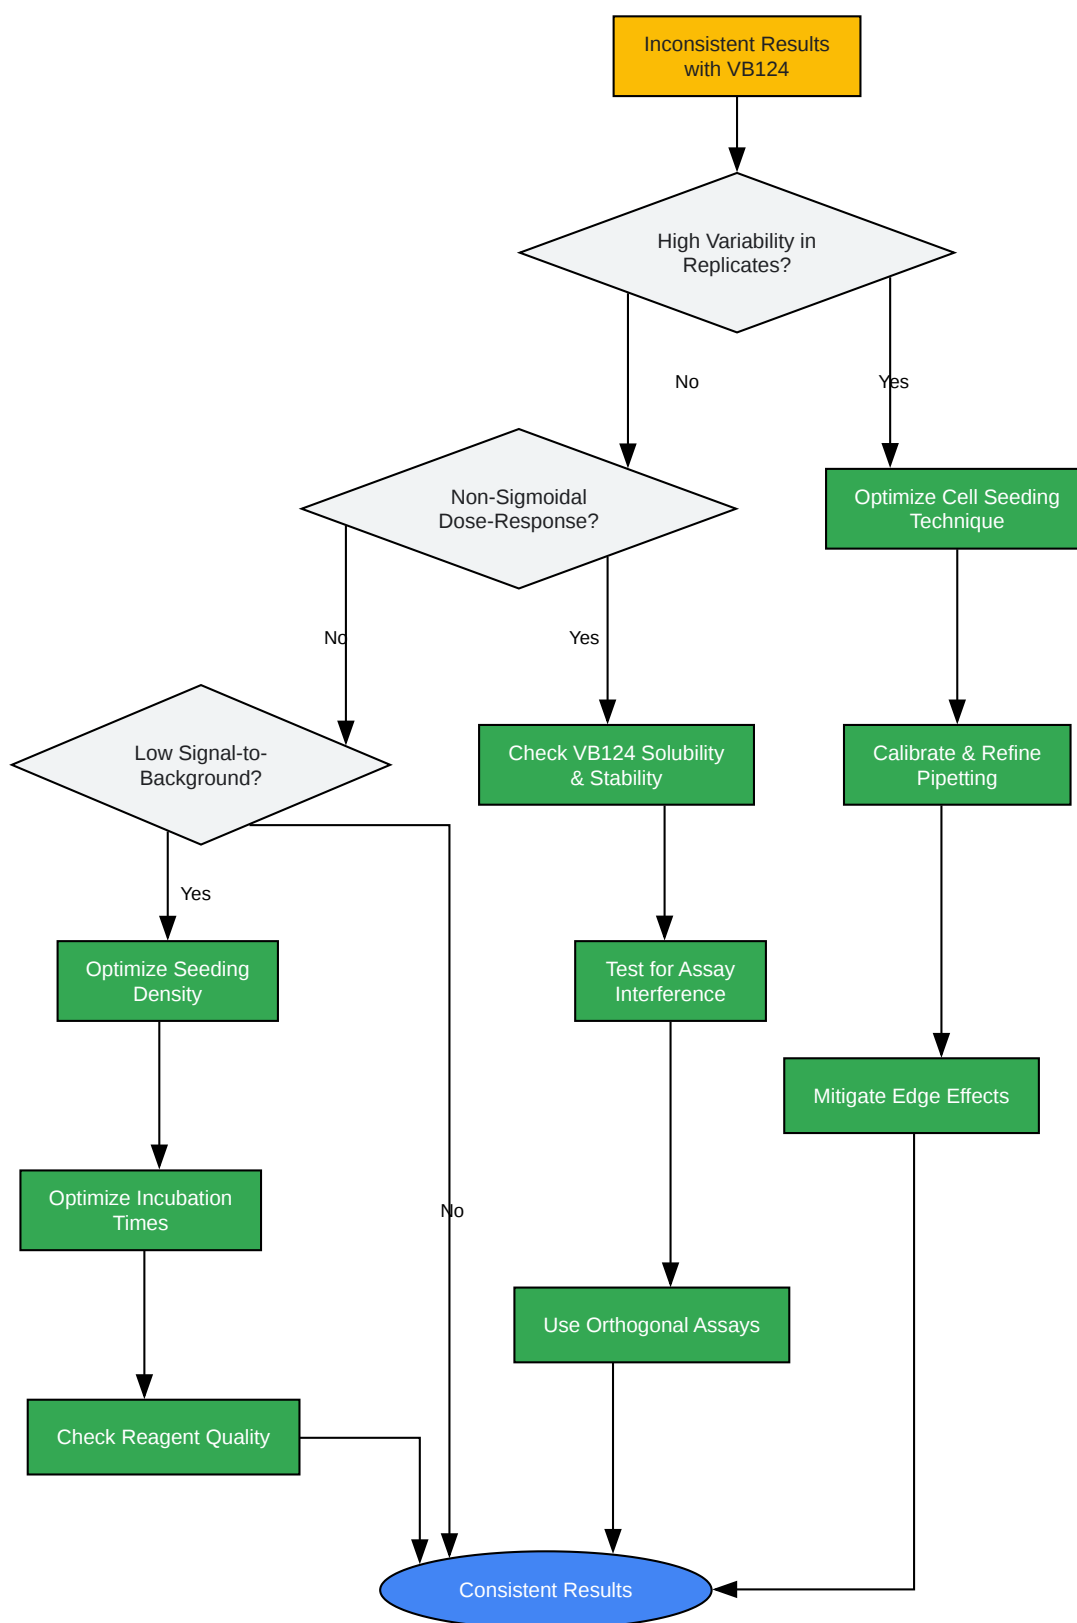 Inconsistent Results
with VB124
High Variability in
Replicates?
No
Yes
Non-Sigmoidal
Dose-Response?
Optimize Cell Seeding
Technique
No
Yes
Low Signal-to-
Background?
Check VB124 Solubility
& Stability
Calibrate & Refine
Pipetting
Yes
Optimize Seeding
Density
Test for Assay
Interference
Mitigate Edge Effects
Optimize Incubation
Times
No
Use Orthogonal Assays
Check Reagent Quality
Consistent Results